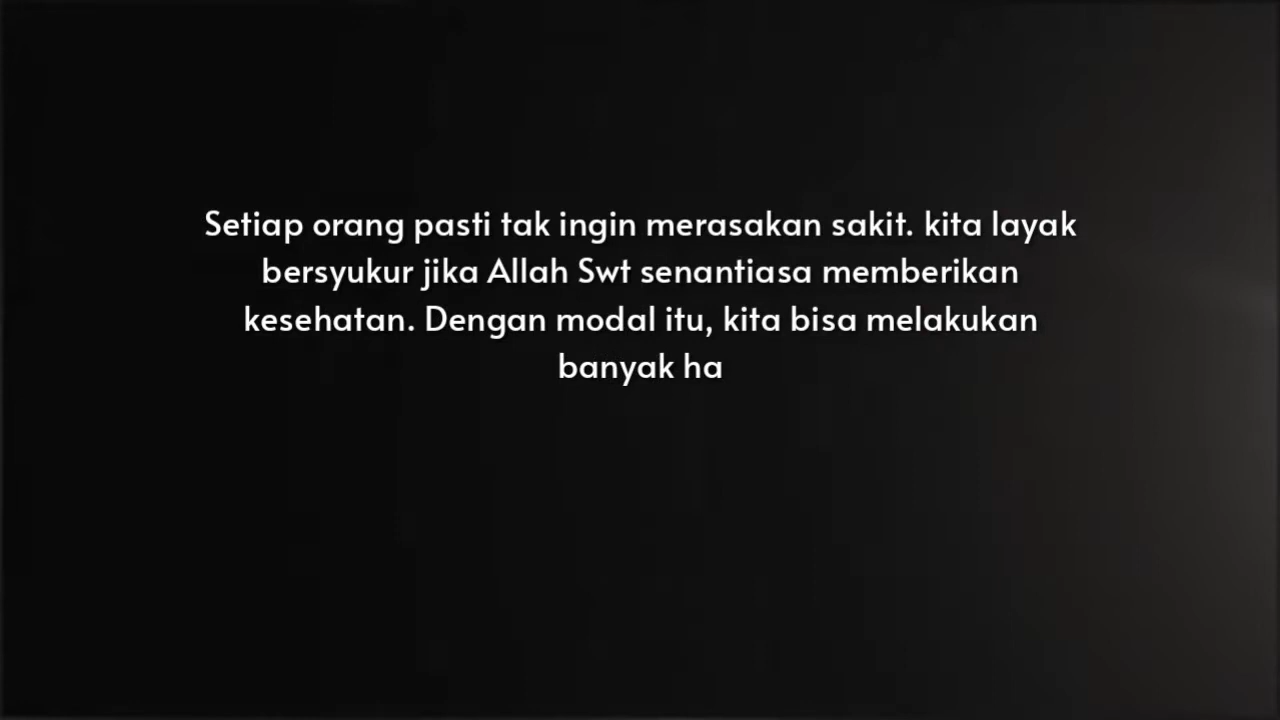 Setiap orang pasti tak ingin merasakan sakit. kita layak
bersyukur jika Allah Swt senantiasa memberikan
kesehatan. Dengan modal itu, kita bisa melakukan
banyak ha